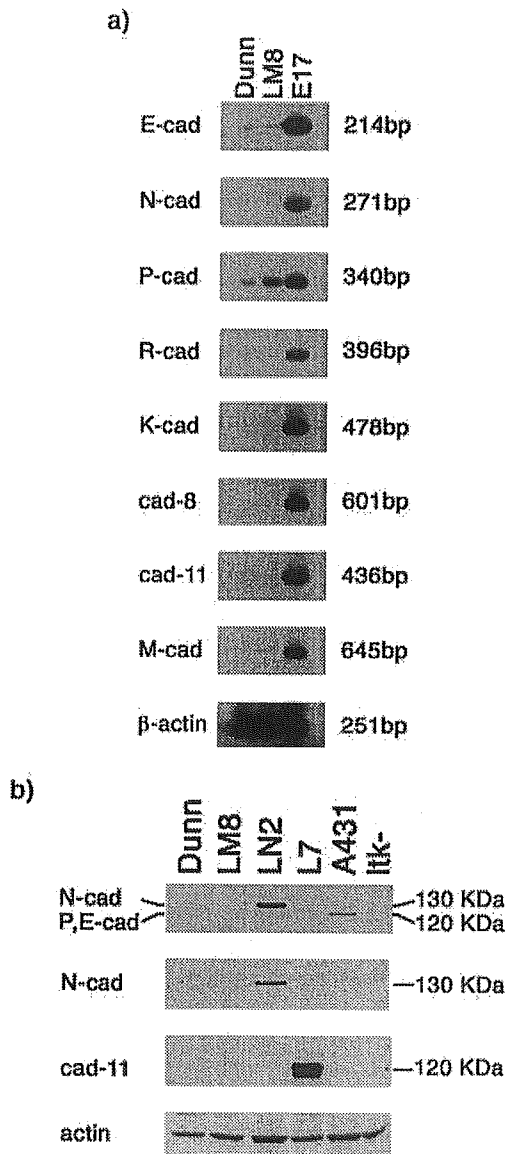 a)
Dunn LM8 E17
E-cad 214bp
N-cad 271bp
P-cad 340bp
R-cad 396bp
K-cad 478bp
cad-8 601bp
cad-11 436bp
M-cad 645bp
β-actin 251bp
b)
Dunn LM8 LN2 L7 A431 ltk-
N-cad 130 KDa
P,E-cad 120 KDa
N-cad 130 KDa
cad-11 120 KDa
actin